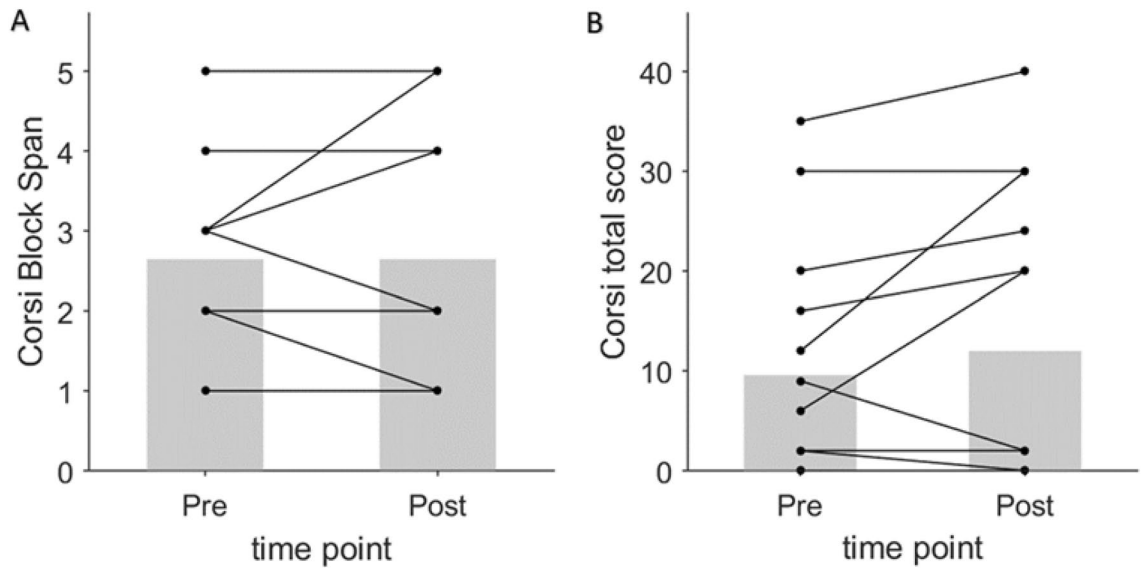 A
Corsi Block Span
5
4
3
2
1
0
Pre Post
time point
B
Corsi total score
40
30
20
10
0
Pre Post
time point